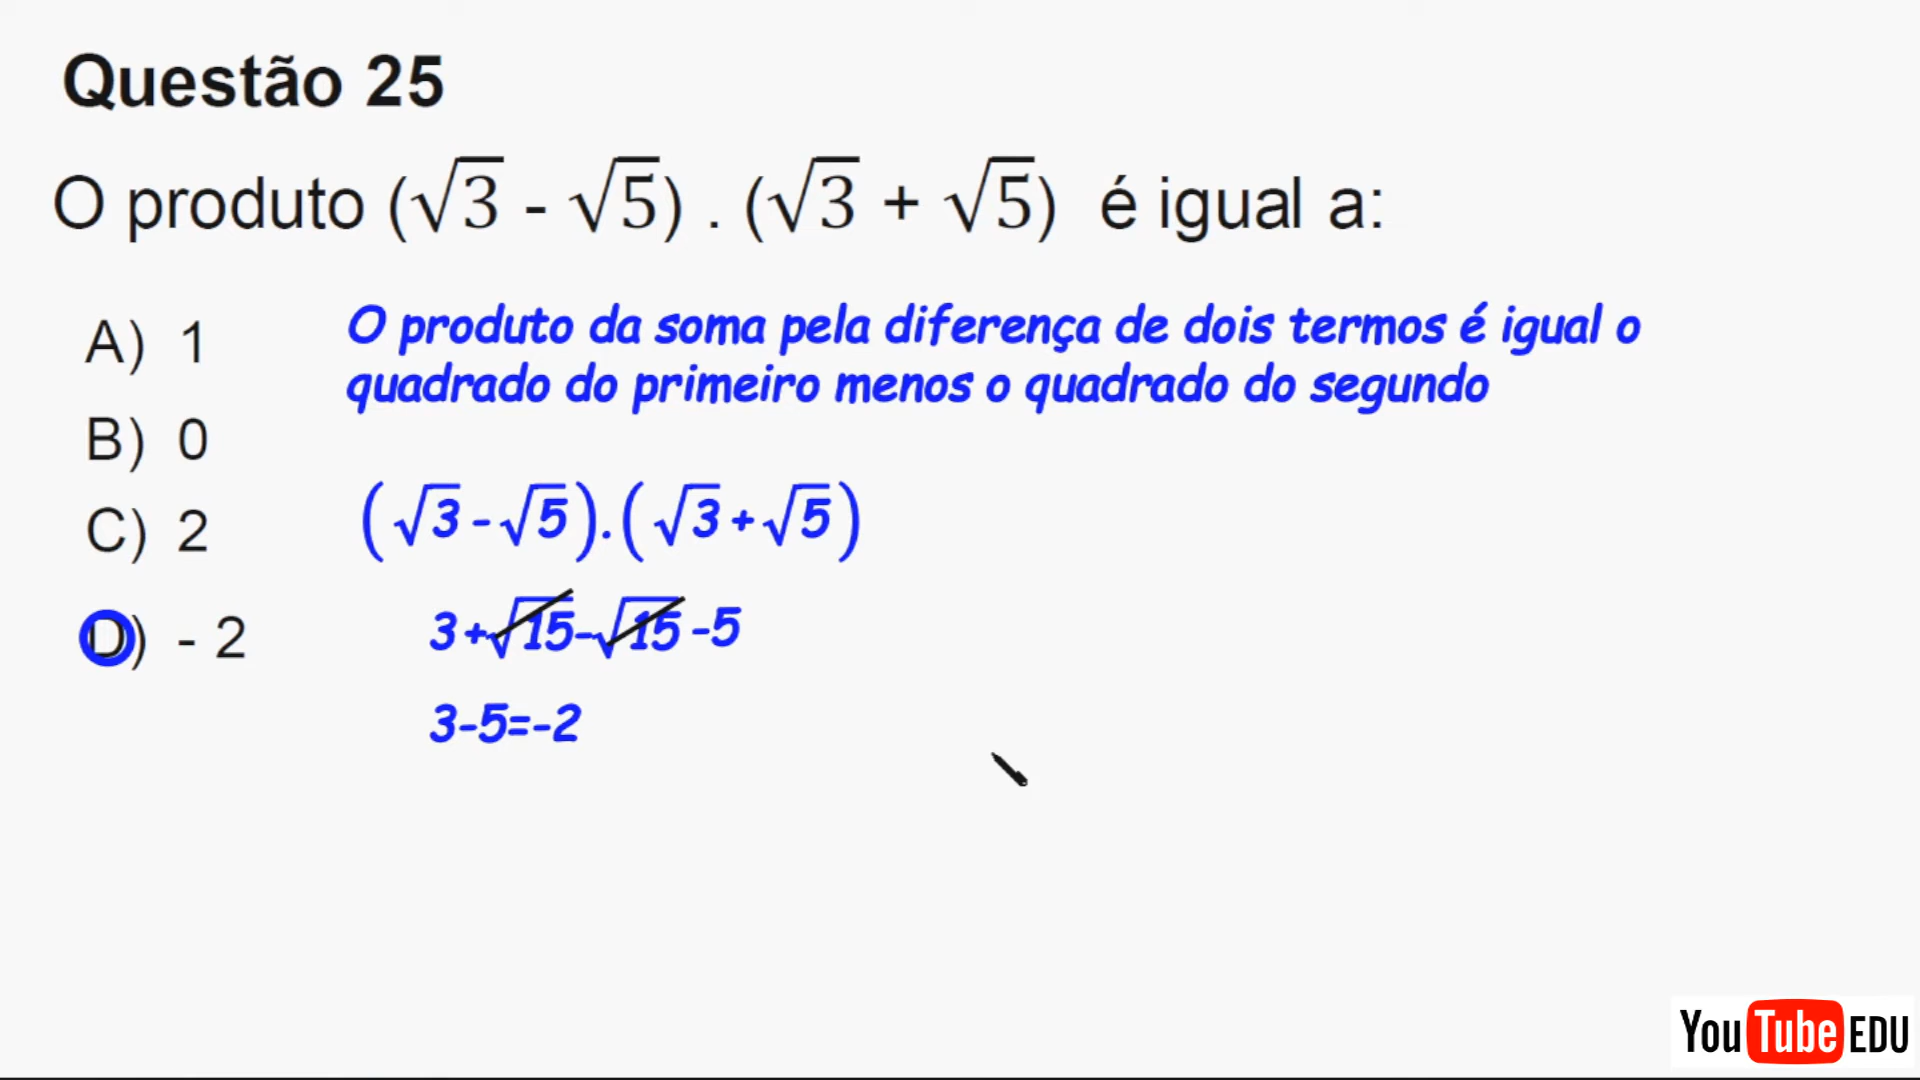 Questão 25
O produto (√3 - √5) . (√3 + √5) é igual a:
A) 1
O produto da soma pela diferença de dois termos é igual o
quadrado do primeiro menos o quadrado do segundo
B) 0
C) 2
(√3-√5).(√3+√5)
D) - 2
3+√15-√15-5
3-5=-2
YouTube EDU